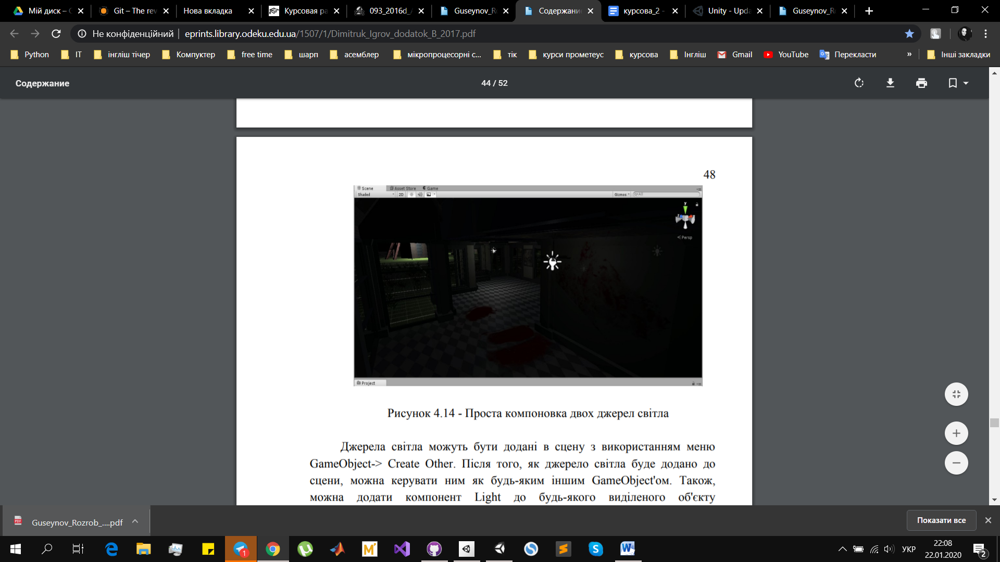 Мій диск – G
Git – The rev
Нова вкладка
Курсовая ра
093_2016d_A
Guseynov_R
Содержани
курсова_2 -
Unity - Upda
Guseynov_R
Не конфіденційний
eprints.library.odeku.edu.ua/1507/1/Dimitruk_Igrov_dodatok_B_2017.pdf
Python
IT
інгліш тічер
Компуктер
free time
шарп
асемблер
мікропроцесорні с...
тік
курси прометеус
курсова
Інгліш
Gmail
YouTube
Перекласти
»
Інші закладки
Содержание
44 / 52
48
Scene
Asset Store
Game
Shaded
2D
Gizmos
All
y
z
x
Persp
Project
Рисунок 4.14 - Проста компоновка двох джерел світла
Джерела світла можуть бути додані в сцену з використанням меню
GameObject-> Create Other. Після того, як джерело світла буде додано до
сцени, можна керувати ним як будь-яким іншим GameObject'ом. Також,
можна додати компонент Light до будь-якого виділеного об'єкту
Guseynov_Rozrob_....pdf
Показати все
УКР
22:08
22.01.2020
2